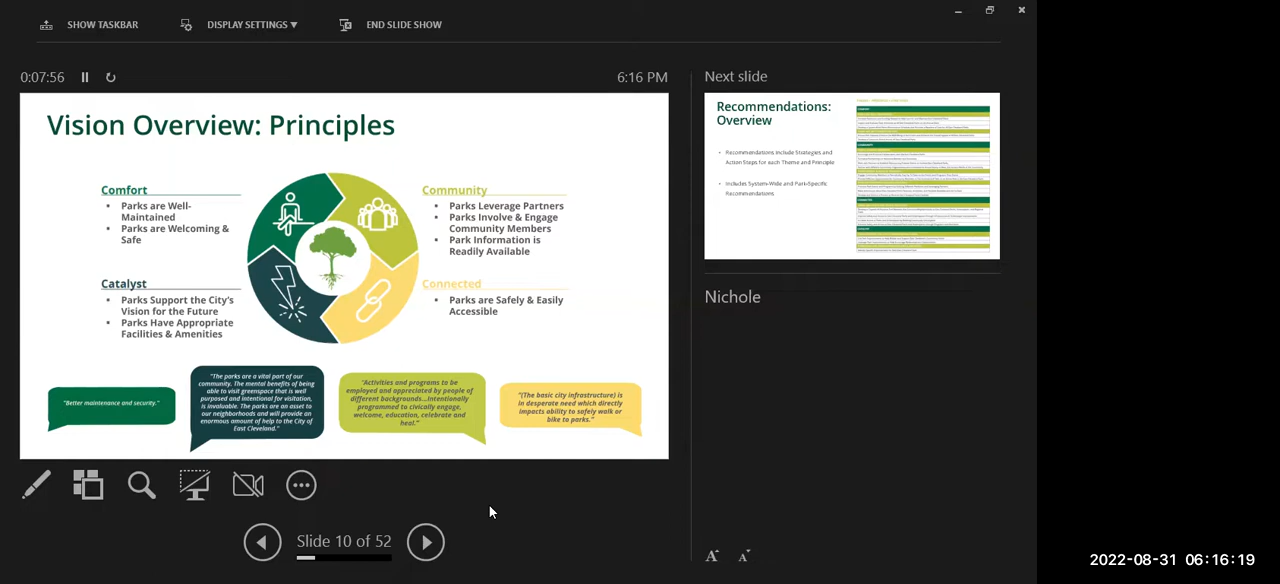 SHOW TASKBAR
DISPLAY SETTINGS ▼
END SLIDE SHOW
0:07:56
6:16 PM
Vision Overview: Principles
Comfort
• Parks are Well-
Maintained
• Parks are Welcoming &
Safe
Community
• Parks Leverage Partners
• Parks Involve & Engage
Community Members
• Park Information is
Readily Available
Catalyst
• Parks Support the City's
Vision for the Future
• Parks Have Appropriate
Facilities & Amenities
Connected
• Parks are Safely & Easily
Accessible
"Better maintenance and security."
"The parks are a vital part of our
community. The mental benefits of being
able to visit greenspace that is well
purposed and intentional for visitation,
is invaluable. The parks are an asset to
our neighborhoods and will provide an
enormous amount of help to the City of
East Cleveland."
"Activities and programs to be
employed and appreciated by people of
different backgrounds...Intentionally
programmed to civically engage,
welcome, education, celebrate and
heal."
"(The basic city infrastructure) is
in desperate need which directly
impacts ability to safely walk or
bike to parks."
Slide 10 of 52
Next slide
Recommendations:
Overview
• Recommendations Include Strategies and
Action Steps for each Theme and Principle
• Includes System-Wide and Park-Specific
Recommendations
Nichole
A A
2022-08-31 06:16:19